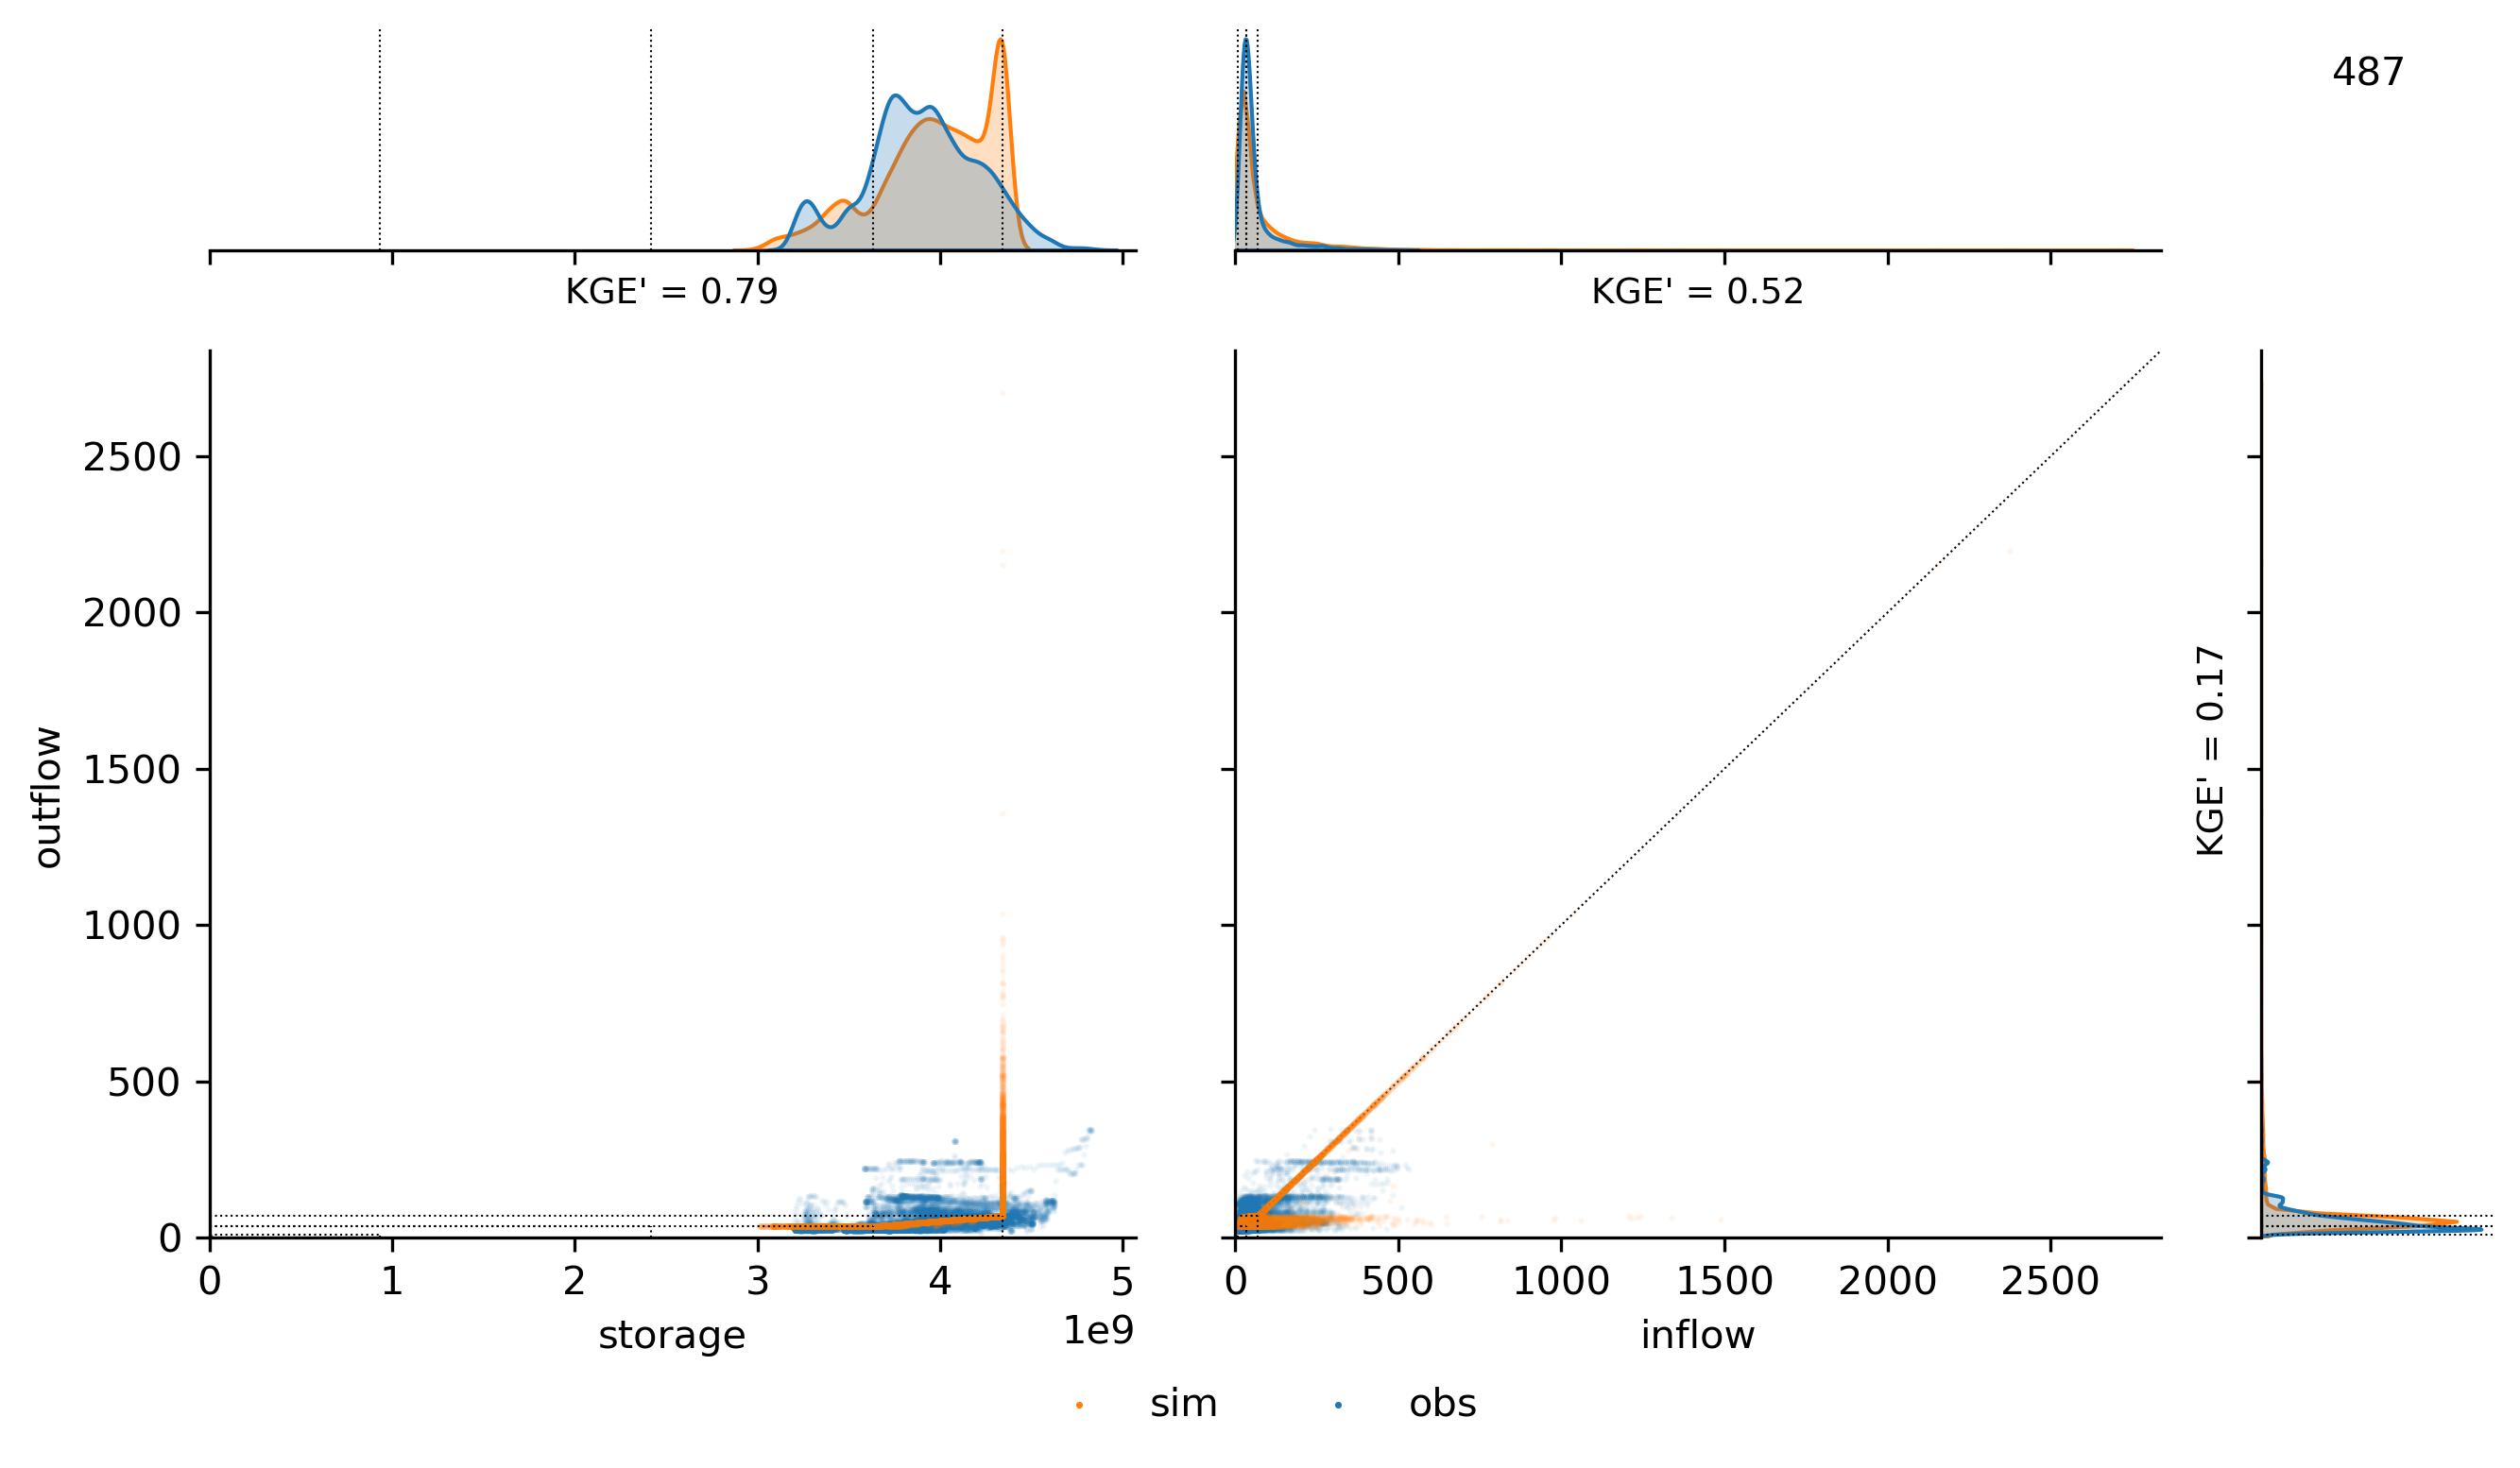 487
KGE' = 0.79
KGE' = 0.52
outflow
2500
2000
1500
1000
500
0
KGE' = 0.17
0 1 2 3 4 5
1e9
storage
0 500 1000 1500 2000 2500
inflow
sim obs